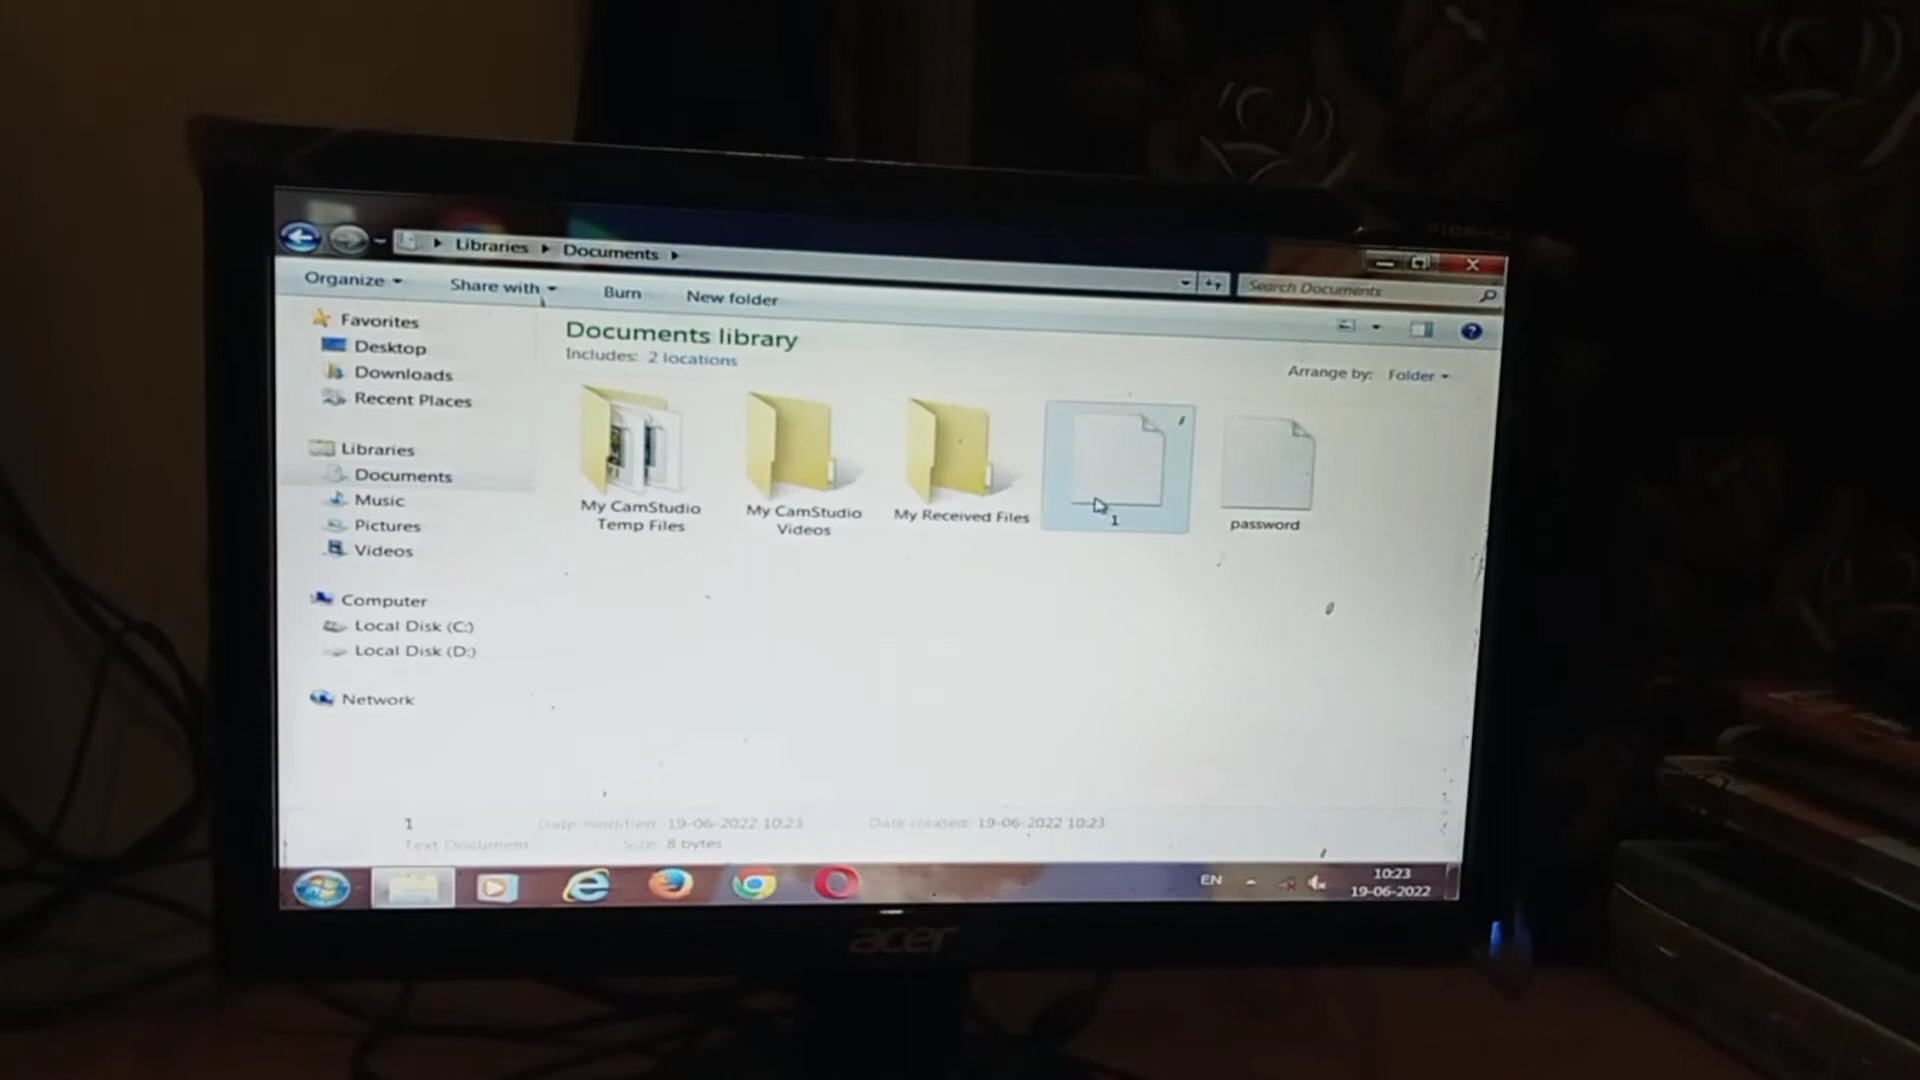 Libraries ▸ Documents ▸
Search Documents
Organize Share with Burn New folder
Documents library
Includes: 2 locations
Arrange by: Folder
Favorites
Desktop
Downloads
Recent Places
Libraries
Documents
Music
Pictures
Videos
Computer
Local Disk (C:)
Local Disk (D:)
Network
My CamStudio
Temp Files
My CamStudio
Videos
My Received Files
1
password
1 Date modified: 19-06-2022 10:23 Date created: 19-06-2022 10:23
Text Document Size: 8 bytes
EN
10:23
19-06-2022
acer